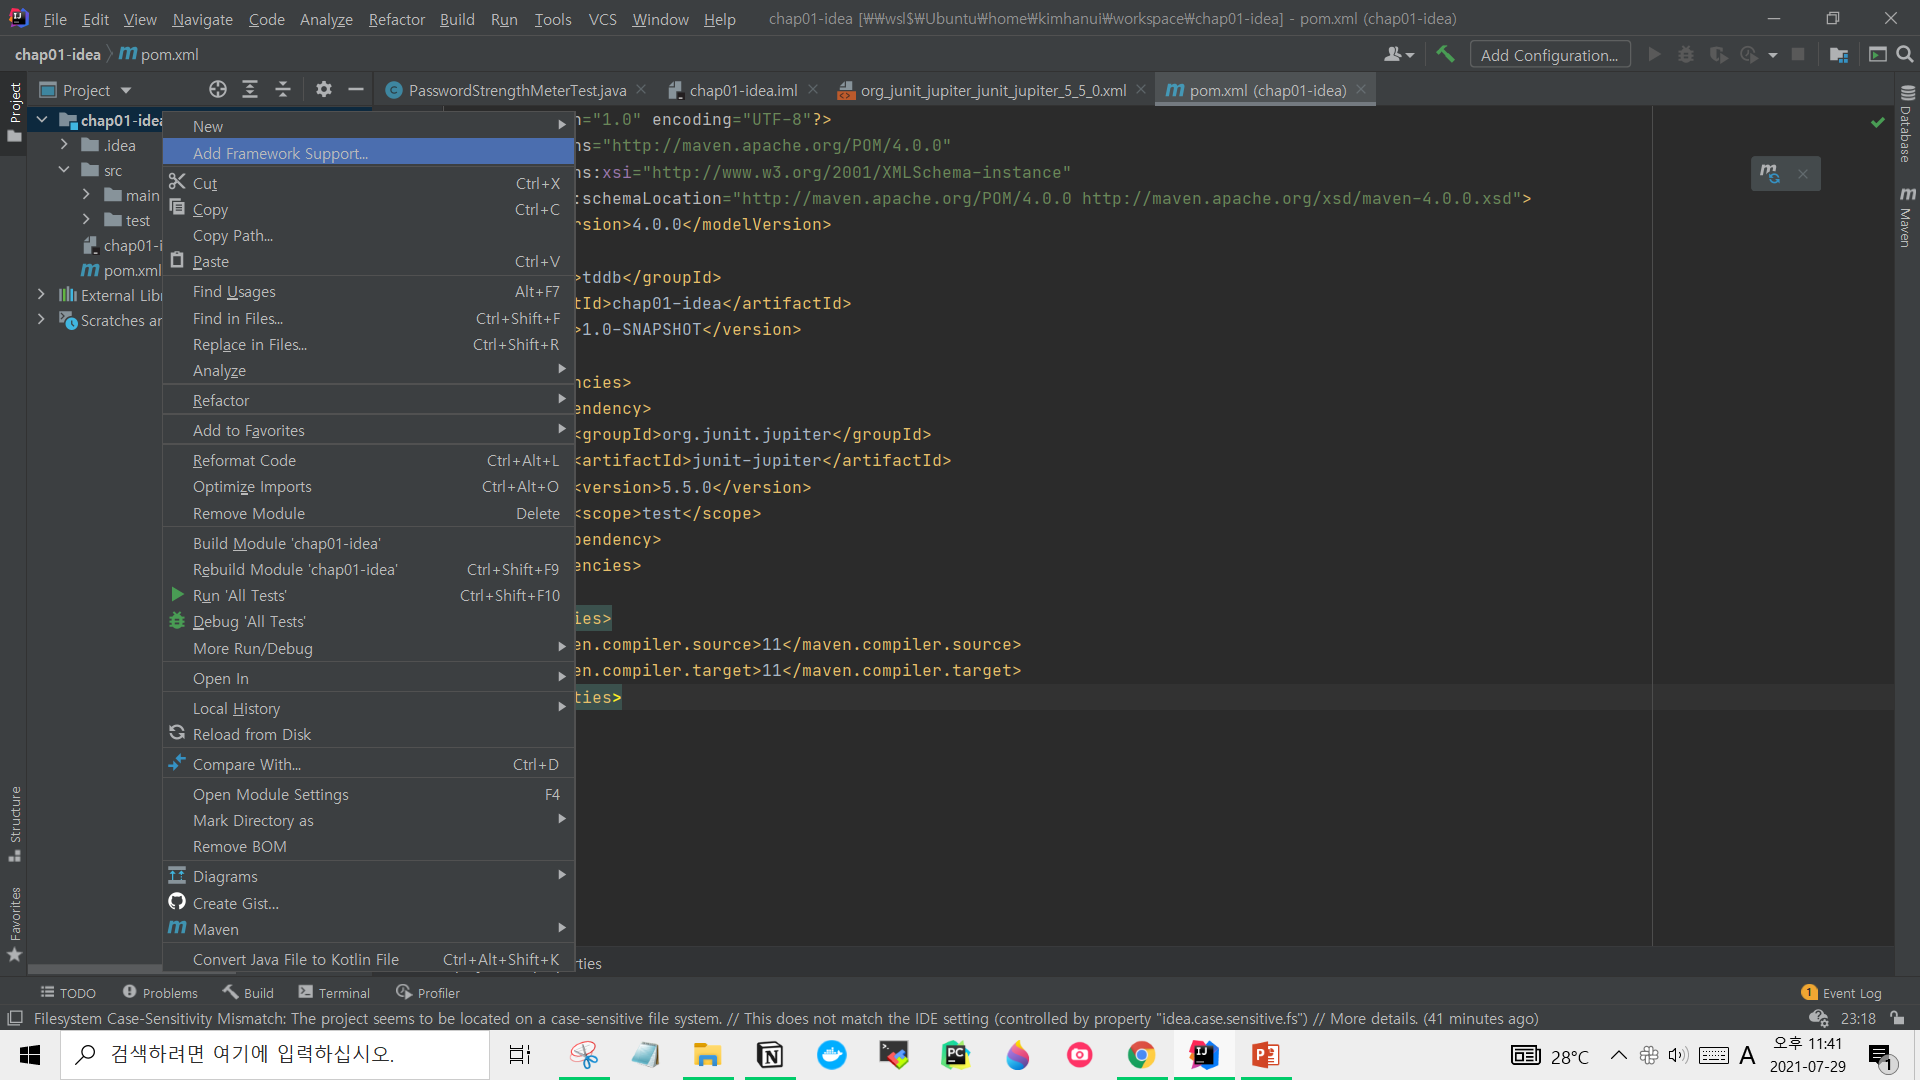 File Edit View Navigate Code Analyze Refactor Build Run Tools VCS Window Help chap01-idea [₩₩wsl$₩Ubuntu₩home₩kimhanui₩workspace₩chap01-idea] - pom.xml (chap01-idea)
chap01-idea pom.xml
Add Configuration...
Project
Project
PasswordStrengthMeterTest.java
chap01-idea.iml
org_junit_jupiter_junit_jupiter_5_5_0.xml
pom.xml (chap01-idea)
chap01-idea
.idea
src
main
test
chap01-i
pom.xml
External Lib
Scratches ar
New
Add Framework Support...
Cut Ctrl+X
Copy Ctrl+C
Copy Path...
Paste Ctrl+V
Find Usages Alt+F7
Find in Files... Ctrl+Shift+F
Replace in Files... Ctrl+Shift+R
Analyze
Refactor
Add to Favorites
Reformat Code Ctrl+Alt+L
Optimize Imports Ctrl+Alt+O
Remove Module Delete
Build Module 'chap01-idea'
Rebuild Module 'chap01-idea' Ctrl+Shift+F9
Run 'All Tests' Ctrl+Shift+F10
Debug 'All Tests'
More Run/Debug
Open In
Local History
Reload from Disk
Compare With... Ctrl+D
Open Module Settings F4
Mark Directory as
Remove BOM
Diagrams
Create Gist...
Maven
Convert Java File to Kotlin File Ctrl+Alt+Shift+K
n="1.0" encoding="UTF-8"?>
ns="http://maven.apache.org/POM/4.0.0"
ns:xsi="http://www.w3.org/2001/XMLSchema-instance"
:schemaLocation="http://maven.apache.org/POM/4.0.0 http://maven.apache.org/xsd/maven-4.0.0.xsd">
rsion>4.0.0</modelVersion>
>tddb</groupId>
tId>chap01-idea</artifactId>
>1.0-SNAPSHOT</version>
ncies>
endency>
<groupId>org.junit.jupiter</groupId>
<artifactId>junit-jupiter</artifactId>
<version>5.5.0</version>
<scope>test</scope>
pendency>
encies>
ies>
en.compiler.source>11</maven.compiler.source>
en.compiler.target>11</maven.compiler.target>
ties>
rties
Database
Maven
Structure
Favorites
TODO Problems Build Terminal Profiler
1 Event Log
Filesystem Case-Sensitivity Mismatch: The project seems to be located on a case-sensitive file system. // This does not match the IDE setting (controlled by property "idea.case.sensitive.fs") // More details. (41 minutes ago)
23:18
검색하려면 여기에 입력하십시오.
28°C
A
오후 11:41
2021-07-29
1